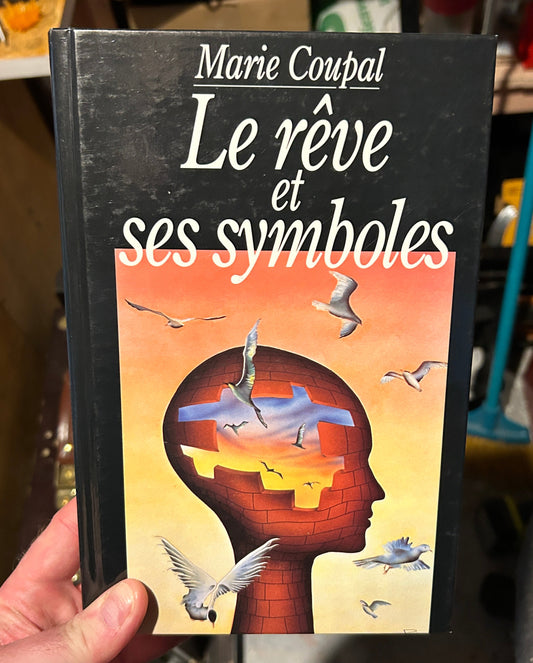 Marie Coupal
Le rêve
et
ses symboles